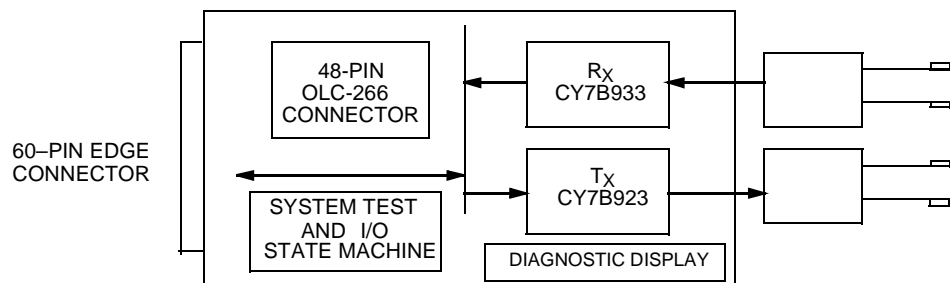 60–PIN EDGE
CONNECTOR
48-PIN
OLC-266
CONNECTOR
SYSTEM TEST
AND I/O
STATE MACHINE
RX
CY7B933
TX
CY7B923
DIAGNOSTIC DISPLAY